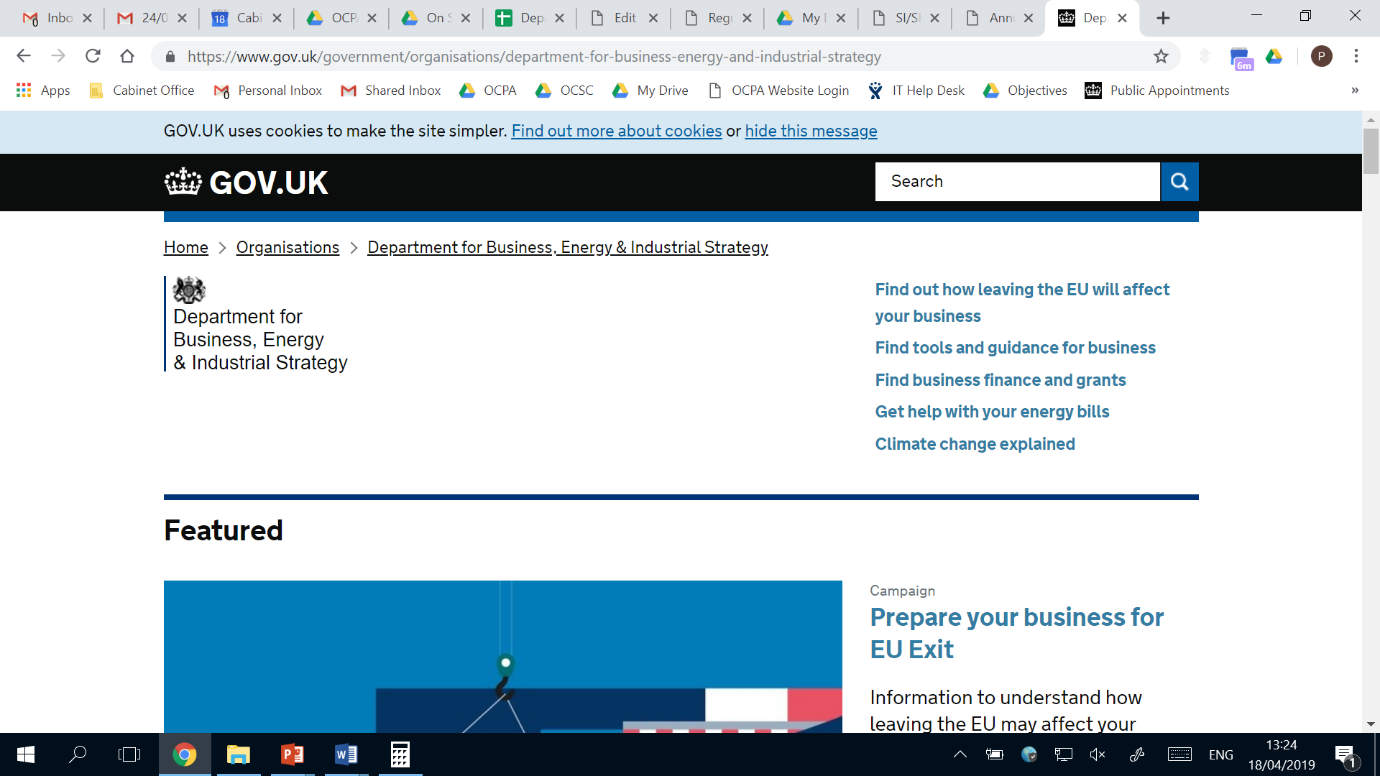 Inbo
24/0
18
Cabi
OCPA
On S
Dep
Edit
Regu
My D
SI/SI
Ann
Dep
https://www.gov.uk/government/organisations/department-for-business-energy-and-industrial-strategy
6m
P
Apps
Cabinet Office
Personal Inbox
Shared Inbox
OCPA
OCSC
My Drive
OCPA Website Login
IT Help Desk
Objectives
Public Appointments
»
GOV.UK uses cookies to make the site simpler. Find out more about cookies or hide this message
GOV.UK
Search
Home > Organisations > Department for Business, Energy & Industrial Strategy
Department for
Business, Energy
& Industrial Strategy
Find out how leaving the EU will affect
your business
Find tools and guidance for business
Find business finance and grants
Get help with your energy bills
Climate change explained
Featured
Campaign
Prepare your business for
EU Exit
Information to understand how
leaving the EU may affect your
ENG
13:24
18/04/2019
1